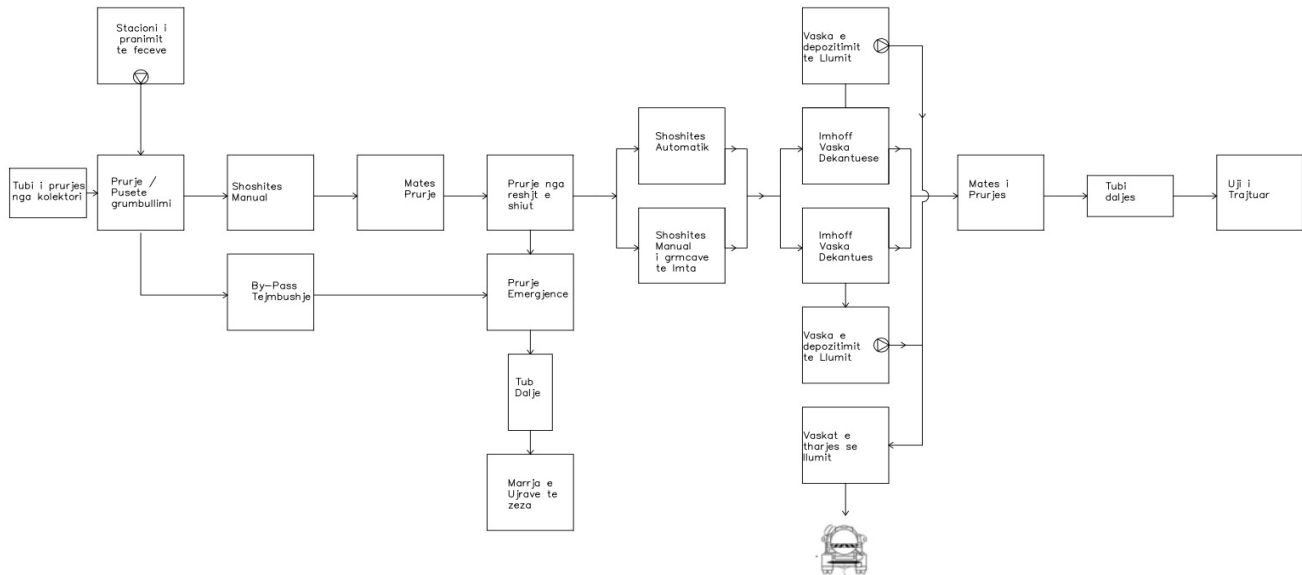 Stacioni i
pranimit te
feceve
Tubi i prurjes
nga kolektori
Prurje /
Pusete
grumbullimi
Shoshites
Manual
Mates
Prurje
Prurje nga
reshjt e
shiut
By-Pass
Tejmbushje
Prurje
Emergjence
Tub
Dalje
Marrja e
Ujrave te
zeza
Shoshites
Automatik
Shoshites
Manual
i grmcave
te Imta
Vaska e
depozitimit
te Llumit
Imhoff
Vaska
Dekantuese
Imhoff
Vaska
Dekantues
Vaska e
depozitimit
te Llumit
Vaskat e
tharjes se
llumit
Mates i
Prurjes
Tubi
daljes
Uji i
Trajtuar